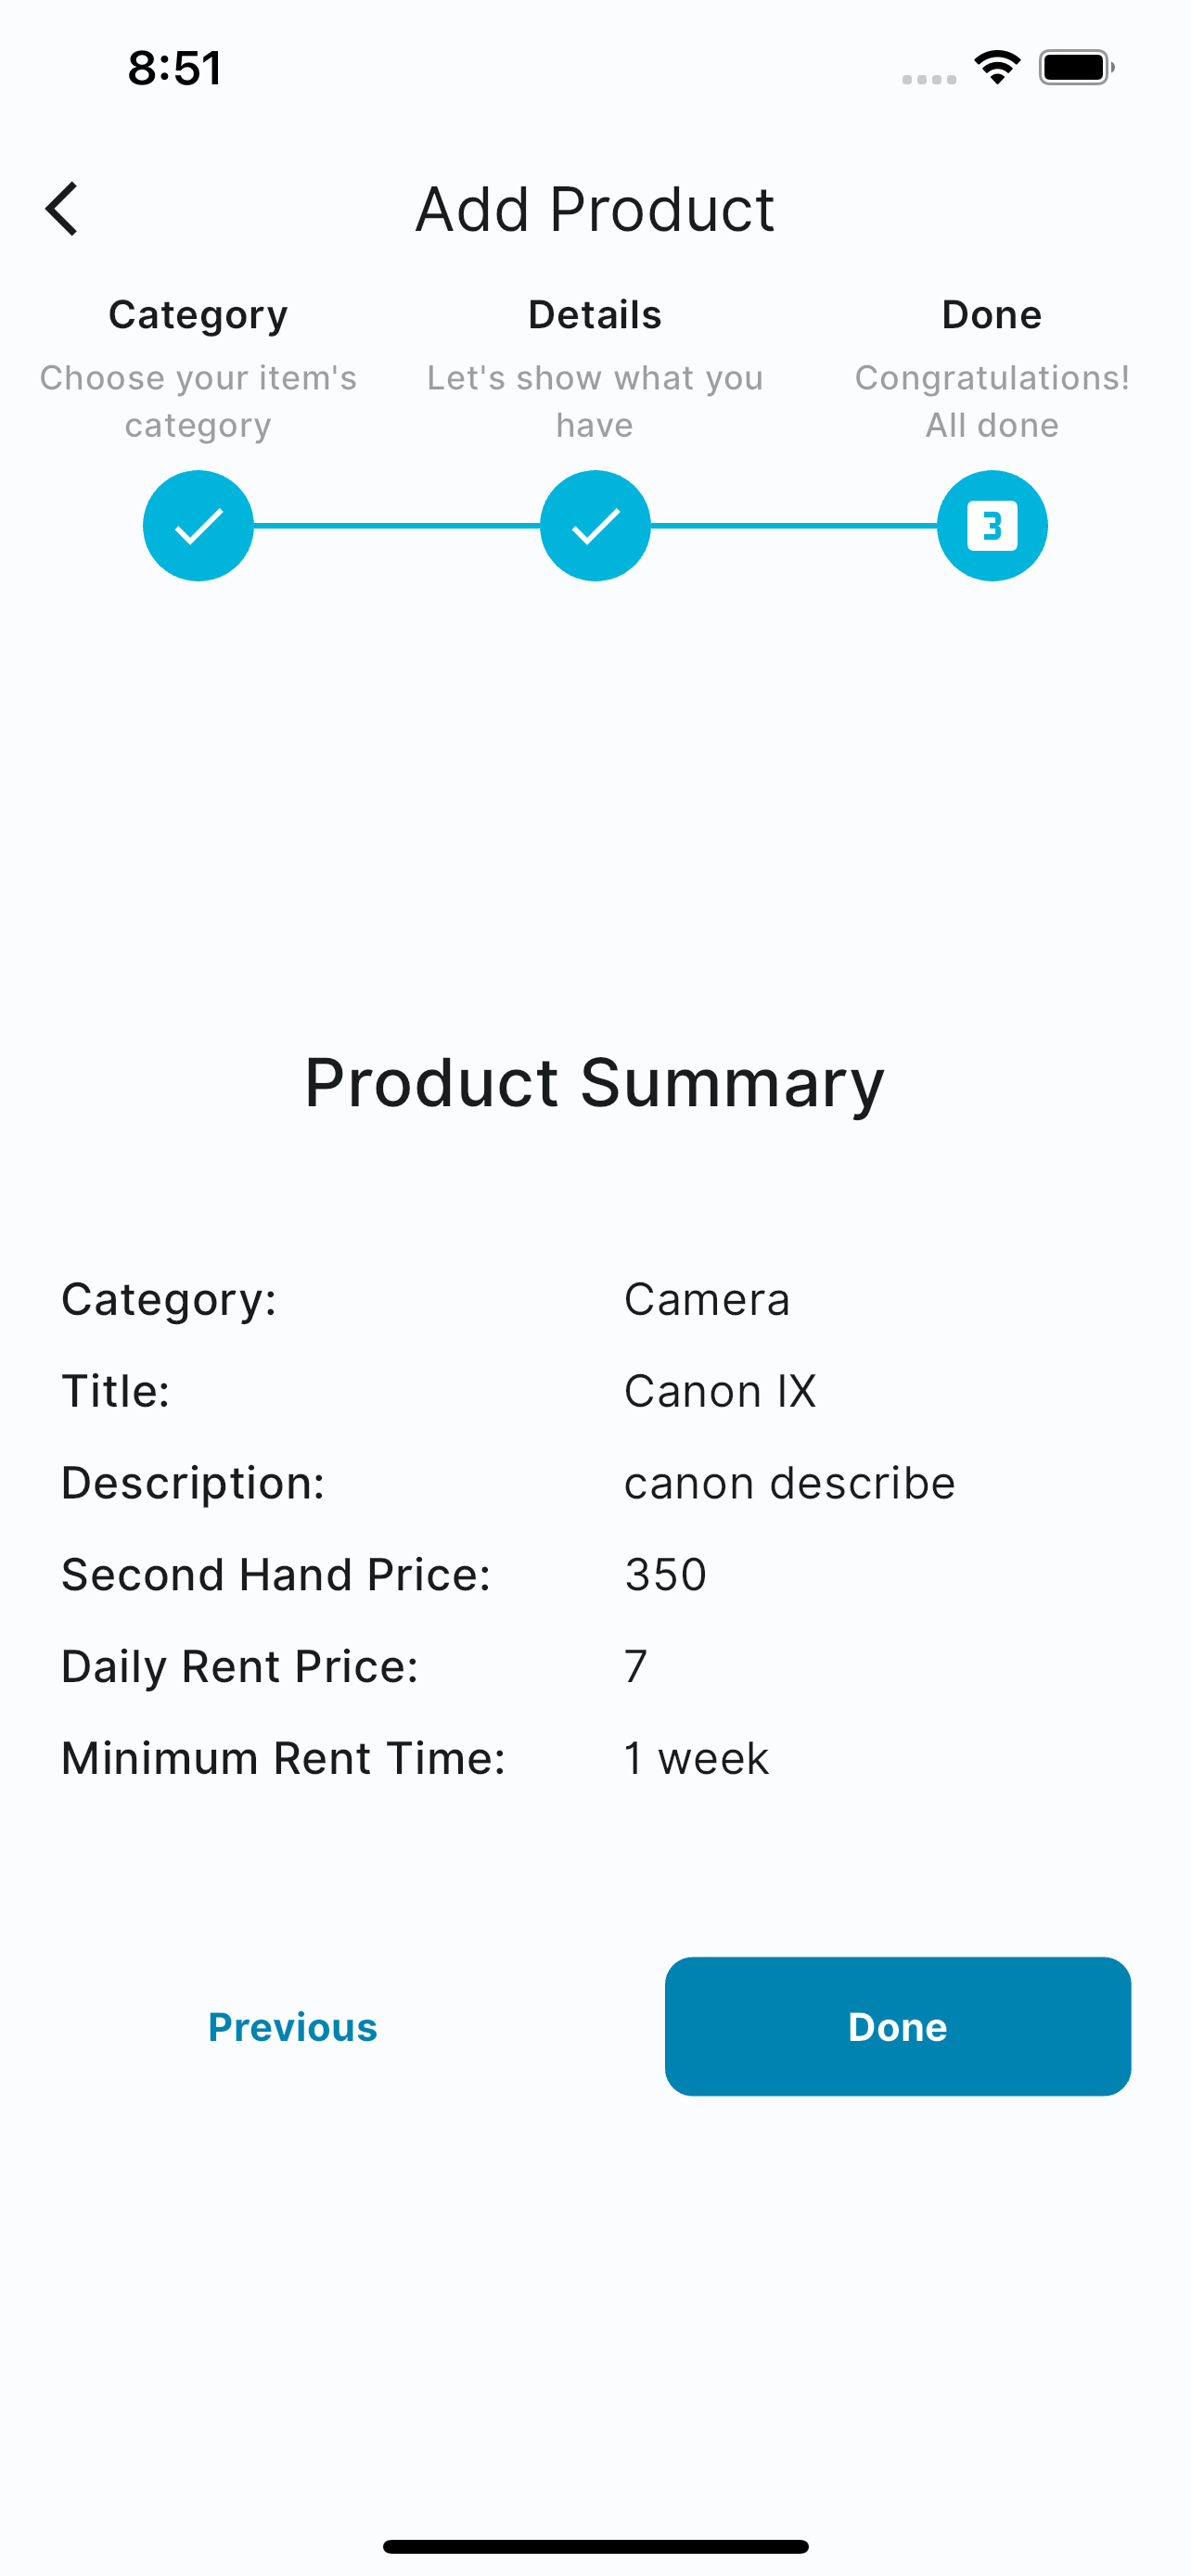 8:51
Add Product
Category
Choose your item's
category
Details
Let's show what you
have
Done
Congratulations!
All done
3
Product Summary
Category: Camera
Title: Canon IX
Description: canon describe
Second Hand Price: 350
Daily Rent Price: 7
Minimum Rent Time: 1 week
Previous Done